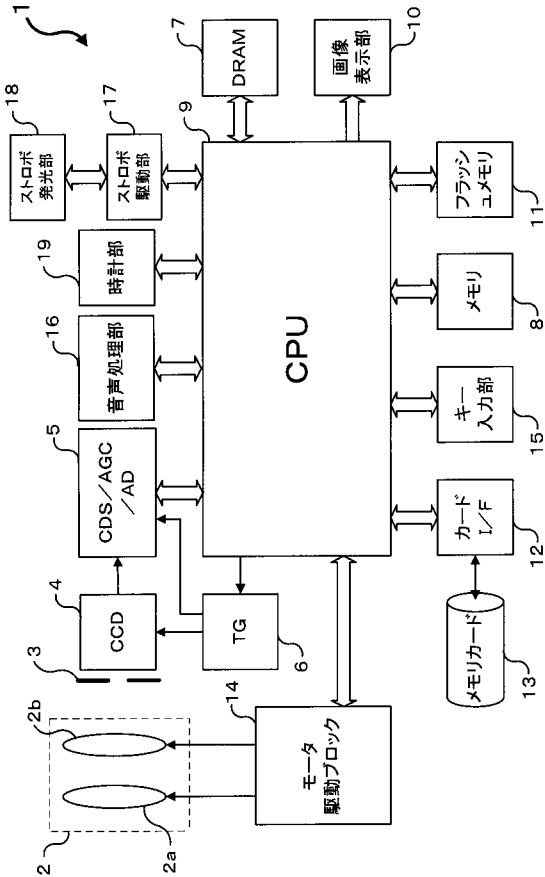 1
18
ストロボ
発光部
17
ストロボ
駆動部
7
DRAM
10
画像
表示部
19
時計部
9
16
音声処理部
CPU
5
CDS/AGC
/AD
4
CCD
3
TG
6
2b
2
2a
14
モータ
駆動ブロック
フラッシ
ュメモリ
11
メモリ
8
キー
入力部
15
カード
I/F
12
メモリカード
13